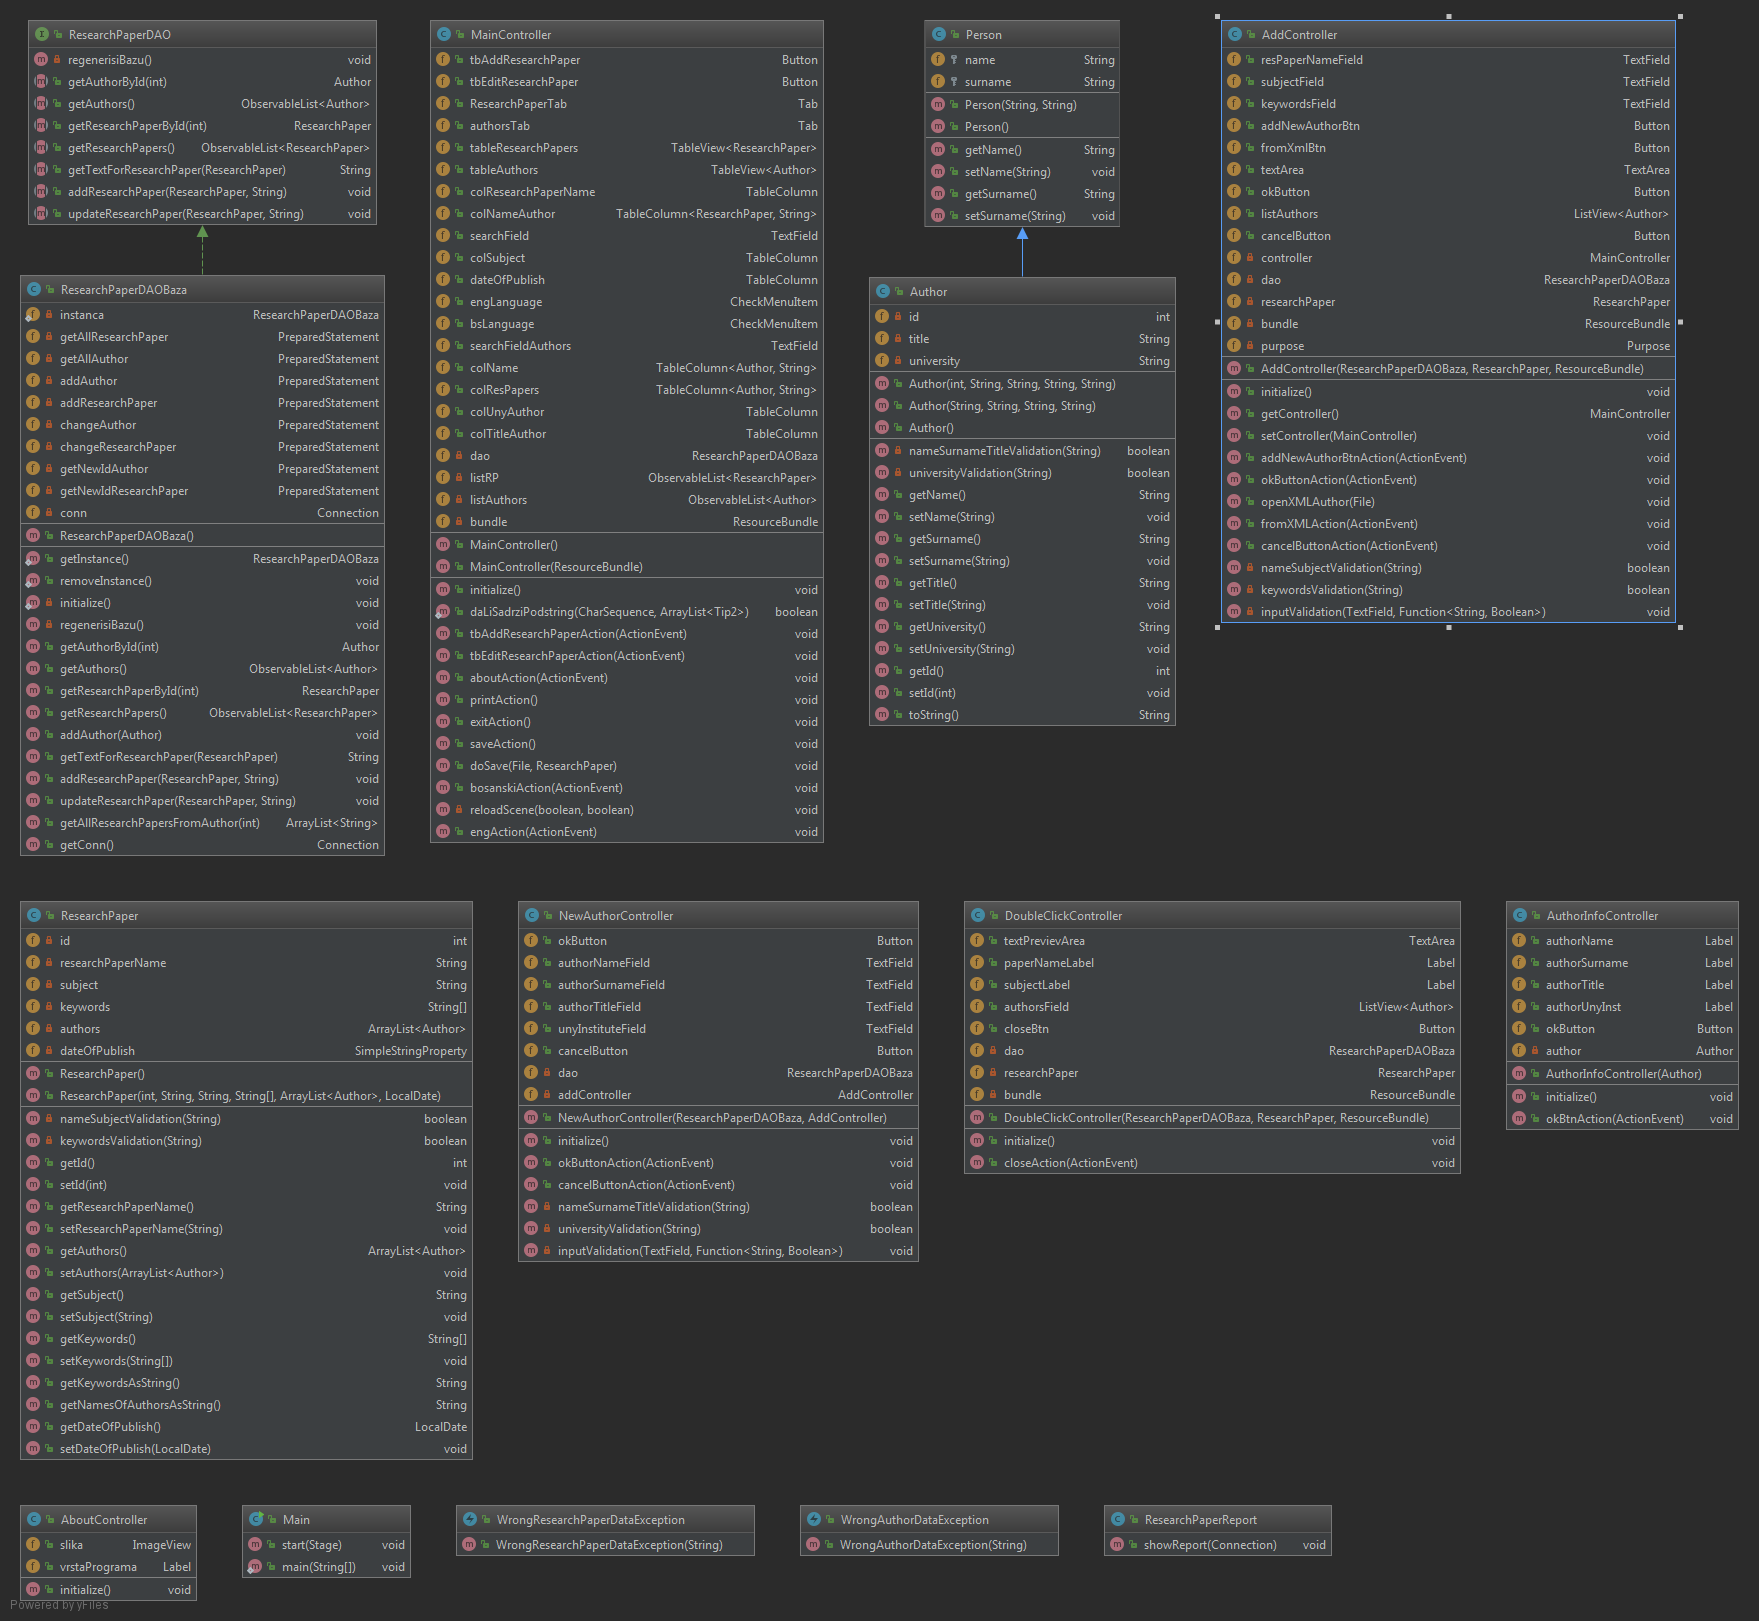 ResearchPaperDAO
regenerisiBazu() void
getAuthorById(int) Author
getAuthors() ObservableList<Author>
getResearchPaperById(int) ResearchPaper
getResearchPapers() ObservableList<ResearchPaper>
getTextForResearchPaper(ResearchPaper) String
addResearchPaper(ResearchPaper, String) void
updateResearchPaper(ResearchPaper, String) void
ResearchPaperDAOBaza
instanca ResearchPaperDAOBaza
getAllResearchPaper PreparedStatement
getAllAuthor PreparedStatement
addAuthor PreparedStatement
addResearchPaper PreparedStatement
changeAuthor PreparedStatement
changeResearchPaper PreparedStatement
getNewIdAuthor PreparedStatement
getNewIdResearchPaper PreparedStatement
conn Connection
ResearchPaperDAOBaza()
getInstance() ResearchPaperDAOBaza
removeInstance() void
initialize() void
regenerisiBazu() void
getAuthorById(int) Author
getAuthors() ObservableList<Author>
getResearchPaperById(int) ResearchPaper
getResearchPapers() ObservableList<ResearchPaper>
addAuthor(Author) void
getTextForResearchPaper(ResearchPaper) String
addResearchPaper(ResearchPaper, String) void
updateResearchPaper(ResearchPaper, String) void
getAllResearchPapersFromAuthor(int) ArrayList<String>
getConn() Connection
MainController
tbAddResearchPaper Button
tbEditResearchPaper Button
ResearchPaperTab Tab
authorsTab Tab
tableResearchPapers TableView<ResearchPaper>
tableAuthors TableView<Author>
colResearchPaperName TableColumn
colNameAuthor TableColumn<ResearchPaper, String>
searchField TextField
colSubject TableColumn
dateOfPublish TableColumn
engLanguage CheckMenuItem
bsLanguage CheckMenuItem
searchFieldAuthors TextField
colName TableColumn<Author, String>
colResPapers TableColumn<Author, String>
colUnyAuthor TableColumn
colTitleAuthor TableColumn
dao ResearchPaperDAOBaza
listRP ObservableList<ResearchPaper>
listAuthors ObservableList<Author>
bundle ResourceBundle
MainController()
MainController(ResourceBundle)
initialize() void
daLiSadrziPodstring(CharSequence, ArrayList<Tip2>) boolean
tbAddResearchPaperAction(ActionEvent) void
tbEditResearchPaperAction(ActionEvent) void
aboutAction(ActionEvent) void
printAction() void
exitAction() void
saveAction() void
doSave(File, ResearchPaper) void
bosanskiAction(ActionEvent) void
reloadScene(boolean, boolean) void
engAction(ActionEvent) void
Person
name String
surname String
Person(String, String)
Person()
getName() String
setName(String) void
getSurname() String
setSurname(String) void
Author
id int
title String
university String
Author(int, String, String, String, String)
Author(String, String, String, String)
Author()
nameSurnameTitleValidation(String) boolean
universityValidation(String) boolean
getName() String
setName(String) void
getSurname() String
setSurname(String) void
getTitle() String
setTitle(String) void
getUniversity() String
setUniversity(String) void
getId() int
setId(int) void
toString() String
AddController
resPaperNameField TextField
subjectField TextField
keywordsField TextField
addNewAuthorBtn Button
fromXmlBtn Button
textArea TextArea
okButton Button
listAuthors ListView<Author>
cancelButton Button
controller MainController
dao ResearchPaperDAOBaza
researchPaper ResearchPaper
bundle ResourceBundle
purpose Purpose
AddController(ResearchPaperDAOBaza, ResearchPaper, ResourceBundle)
initialize() void
getController() MainController
setController(MainController) void
addNewAuthorBtnAction(ActionEvent) void
okButtonAction(ActionEvent) void
openXMLAuthor(File) void
fromXMLAction(ActionEvent) void
cancelButtonAction(ActionEvent) void
nameSubjectValidation(String) boolean
keywordsValidation(String) boolean
inputValidation(TextField, Function<String, Boolean>) void
ResearchPaper
id int
researchPaperName String
subject String
keywords String[]
authors ArrayList<Author>
dateOfPublish SimpleStringProperty
ResearchPaper()
ResearchPaper(int, String, String, String[], ArrayList<Author>, LocalDate)
nameSubjectValidation(String) boolean
keywordsValidation(String) boolean
getId() int
setId(int) void
getResearchPaperName() String
setResearchPaperName(String) void
getAuthors() ArrayList<Author>
setAuthors(ArrayList<Author>) void
getSubject() String
setSubject(String) void
getKeywords() String[]
setKeywords(String[]) void
getKeywordsAsString() String
getNamesOfAuthorsAsString() String
getDateOfPublish() LocalDate
setDateOfPublish(LocalDate) void
NewAuthorController
okButton Button
authorNameField TextField
authorSurnameField TextField
authorTitleField TextField
unyInstituteField TextField
cancelButton Button
dao ResearchPaperDAOBaza
addController AddController
NewAuthorController(ResearchPaperDAOBaza, AddController)
initialize() void
okButtonAction(ActionEvent) void
cancelButtonAction(ActionEvent) void
nameSurnameTitleValidation(String) boolean
universityValidation(String) boolean
inputValidation(TextField, Function<String, Boolean>) void
DoubleClickController
textPrevievArea TextArea
paperNameLabel Label
subjectLabel Label
authorsField ListView<Author>
closeBtn Button
dao ResearchPaperDAOBaza
researchPaper ResearchPaper
bundle ResourceBundle
DoubleClickController(ResearchPaperDAOBaza, ResearchPaper, ResourceBundle)
initialize() void
closeAction(ActionEvent) void
AuthorInfoController
authorName Label
authorSurname Label
authorTitle Label
authorUnyInst Label
okButton Button
author Author
AuthorInfoController(Author)
initialize() void
okBtnAction(ActionEvent) void
AboutController
slika ImageView
vrstaPrograma Label
initialize() void
Main
start(Stage) void
main(String[]) void
WrongResearchPaperDataException
WrongResearchPaperDataException(String)
WrongAuthorDataException
WrongAuthorDataException(String)
ResearchPaperReport
showReport(Connection) void
Powered by yFiles